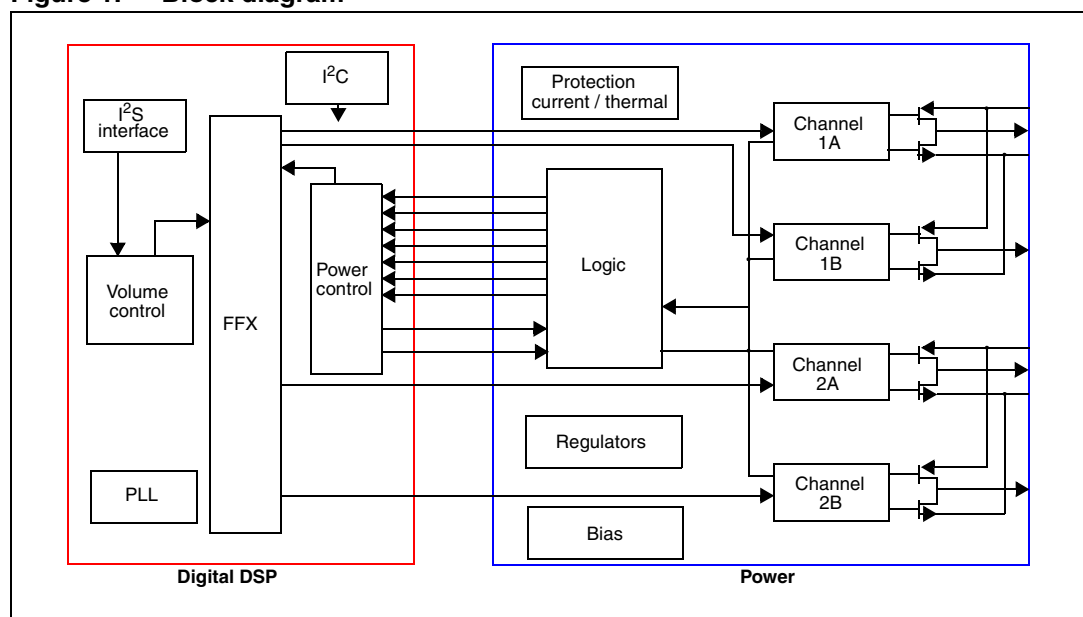 Figure 1. Block diagram
I²C
Protection
current / thermal
I²S
interface
Channel
1A
Channel
1B
Logic
Power
control
Volume
control
FFX
Channel
2A
Regulators
PLL
Channel
2B
Bias
Digital DSP
Power